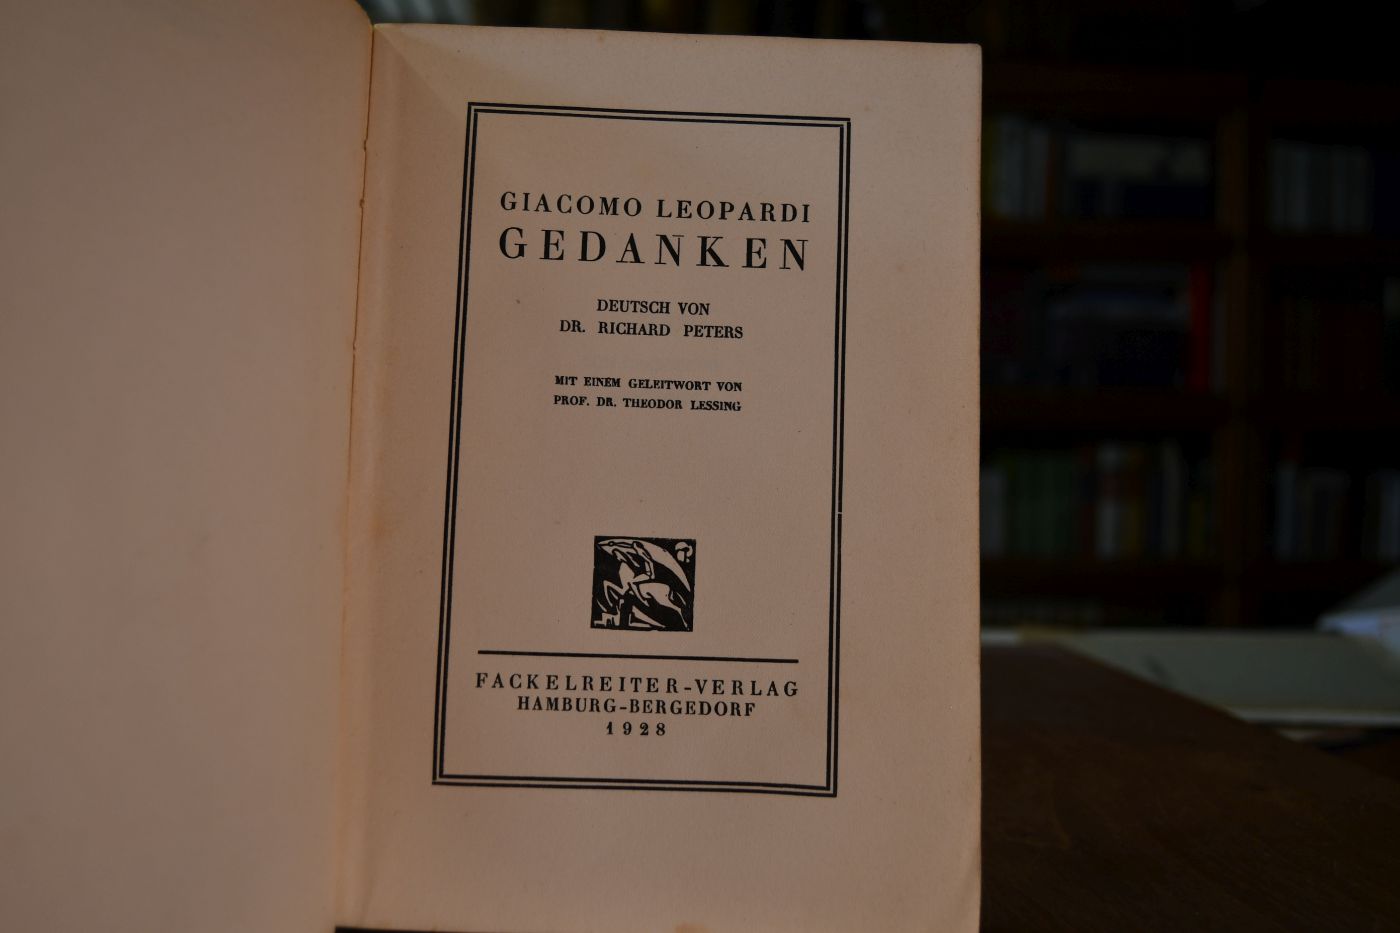 GIACOMO LEOPARDI
GEDANKEN
DEUTSCH VON
DR. RICHARD PETERS
MIT EINEM GELEITWORT VON
PROF. DR. THEODOR LESSING
FACKELREITER-VERLAG
HAMBURG-BERGEDORF
1928